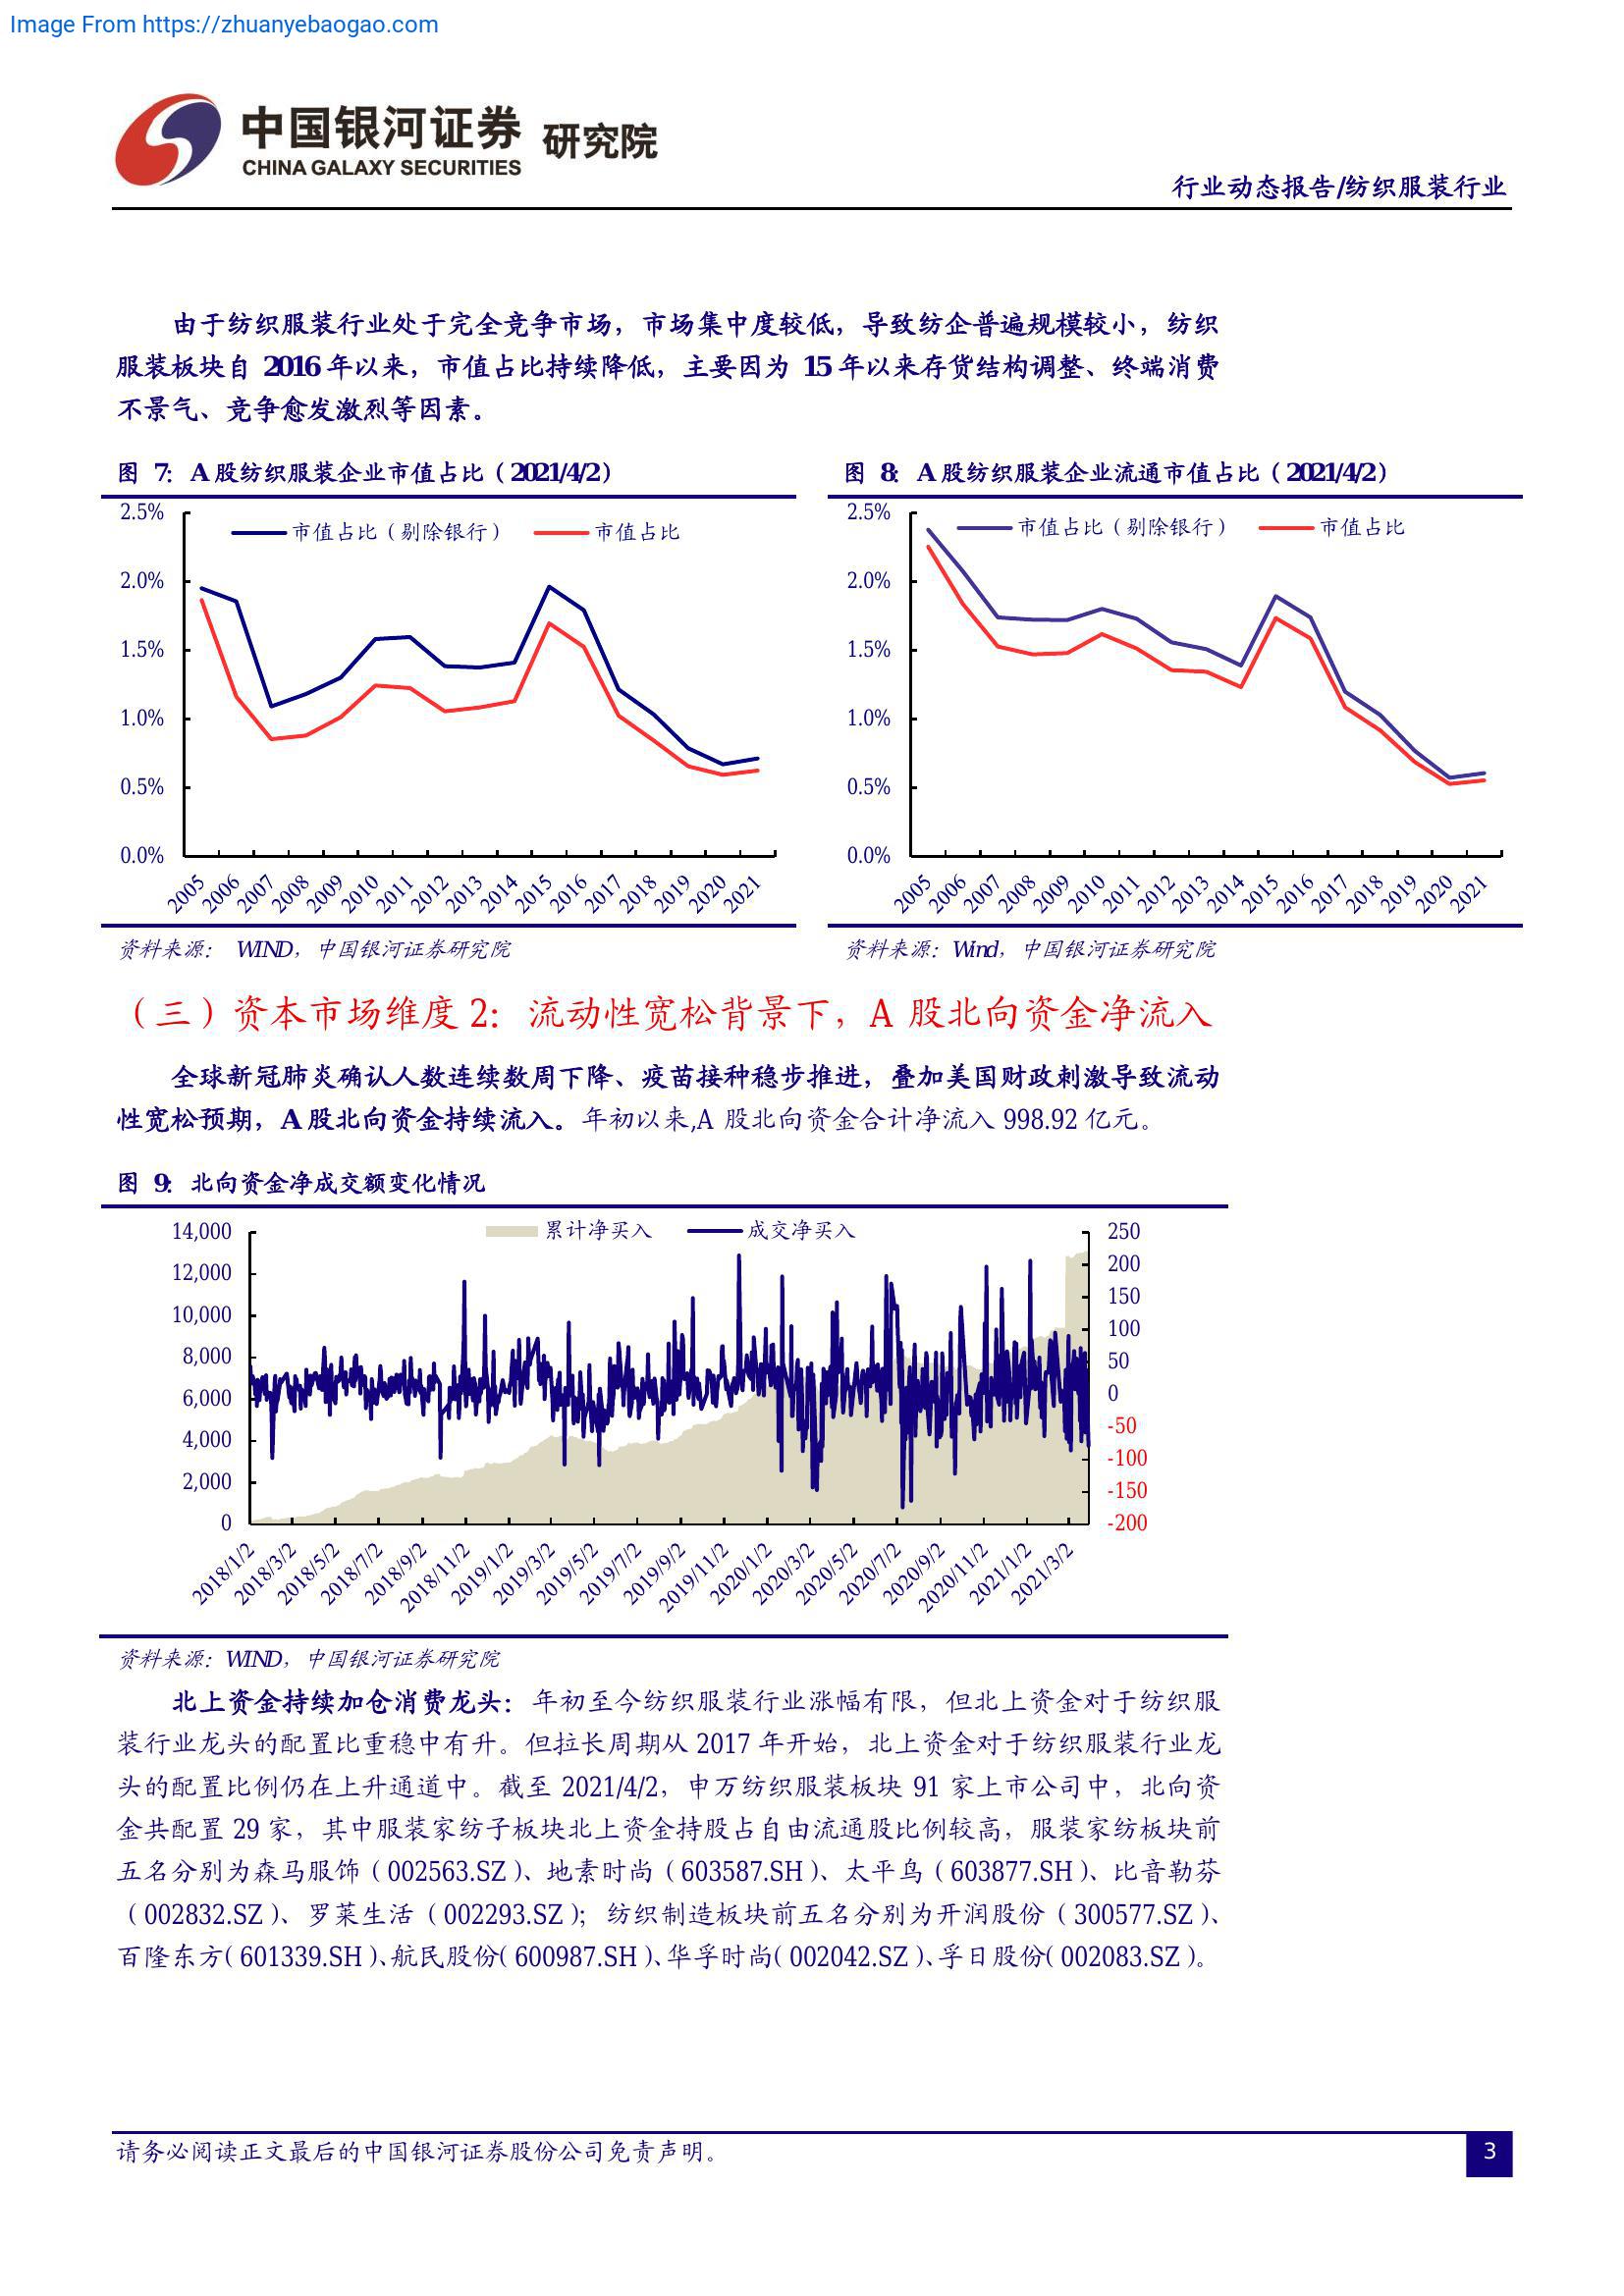 Image From https://zhuanyebaogao.com
中国银河证券 研究院
CHINA GALAXY SECURITIES
行业动态报告/纺织服装行业
由于纺织服装行业处于完全竞争市场，市场集中度较低，导致纺企普遍规模较小，纺织
服装板块自 2016 年以来，市值占比持续降低，主要因为 15 年以来存货结构调整、终端消费
不景气、竞争愈发激烈等因素。
图 7: A 股纺织服装企业市值占比（2021/4/2）
2.5%
2.0%
1.5%
1.0%
0.5%
0.0%
市值占比（剔除银行） 市值占比
2005 2006 2007 2008 2009 2010 2011 2012 2013 2014 2015 2016 2017 2018 2019 2020 2021
资料来源： WIND，中国银河证券研究院
图 8: A 股纺织服装企业流通市值占比（2021/4/2）
2.5%
2.0%
1.5%
1.0%
0.5%
0.0%
市值占比（剔除银行） 市值占比
2005 2006 2007 2008 2009 2010 2011 2012 2013 2014 2015 2016 2017 2018 2019 2020 2021
资料来源：Wind，中国银河证券研究院
（三）资本市场维度 2：流动性宽松背景下，A 股北向资金净流入
全球新冠肺炎确认人数连续数周下降、疫苗接种稳步推进，叠加美国财政刺激导致流动
性宽松预期，A 股北向资金持续流入。年初以来,A 股北向资金合计净流入 998.92 亿元。
图 9: 北向资金净成交额变化情况
累计净买入 成交净买入
14,000
12,000
10,000
8,000
6,000
4,000
2,000
0
250
200
150
100
50
0
-50
-100
-150
-200
2018/1/2 2018/3/2 2018/5/2 2018/7/2 2018/9/2 2018/11/2 2019/1/2 2019/3/2 2019/5/2 2019/7/2 2019/9/2 2019/11/2 2020/1/2 2020/3/2 2020/5/2 2020/7/2 2020/9/2 2020/11/2 2021/1/2 2021/3/2
资料来源：WIND，中国银河证券研究院
北上资金持续加仓消费龙头：年初至今纺织服装行业涨幅有限，但北上资金对于纺织服
装行业龙头的配置比重稳中有升。但拉长周期从 2017 年开始，北上资金对于纺织服装行业龙
头的配置比例仍在上升通道中。截至 2021/4/2，申万纺织服装板块 91 家上市公司中，北向资
金共配置 29 家，其中服装家纺子板块北上资金持股占自由流通股比例较高，服装家纺板块前
五名分别为森马服饰（002563.SZ）、地素时尚（603587.SH）、太平鸟（603877.SH）、比音勒芬
（002832.SZ）、罗莱生活（002293.SZ）；纺织制造板块前五名分别为开润股份（300577.SZ）、
百隆东方（601339.SH）、航民股份（600987.SH）、华孚时尚（002042.SZ）、孚日股份（002083.SZ）。
请务必阅读正文最后的中国银河证券股份公司免责声明。
3